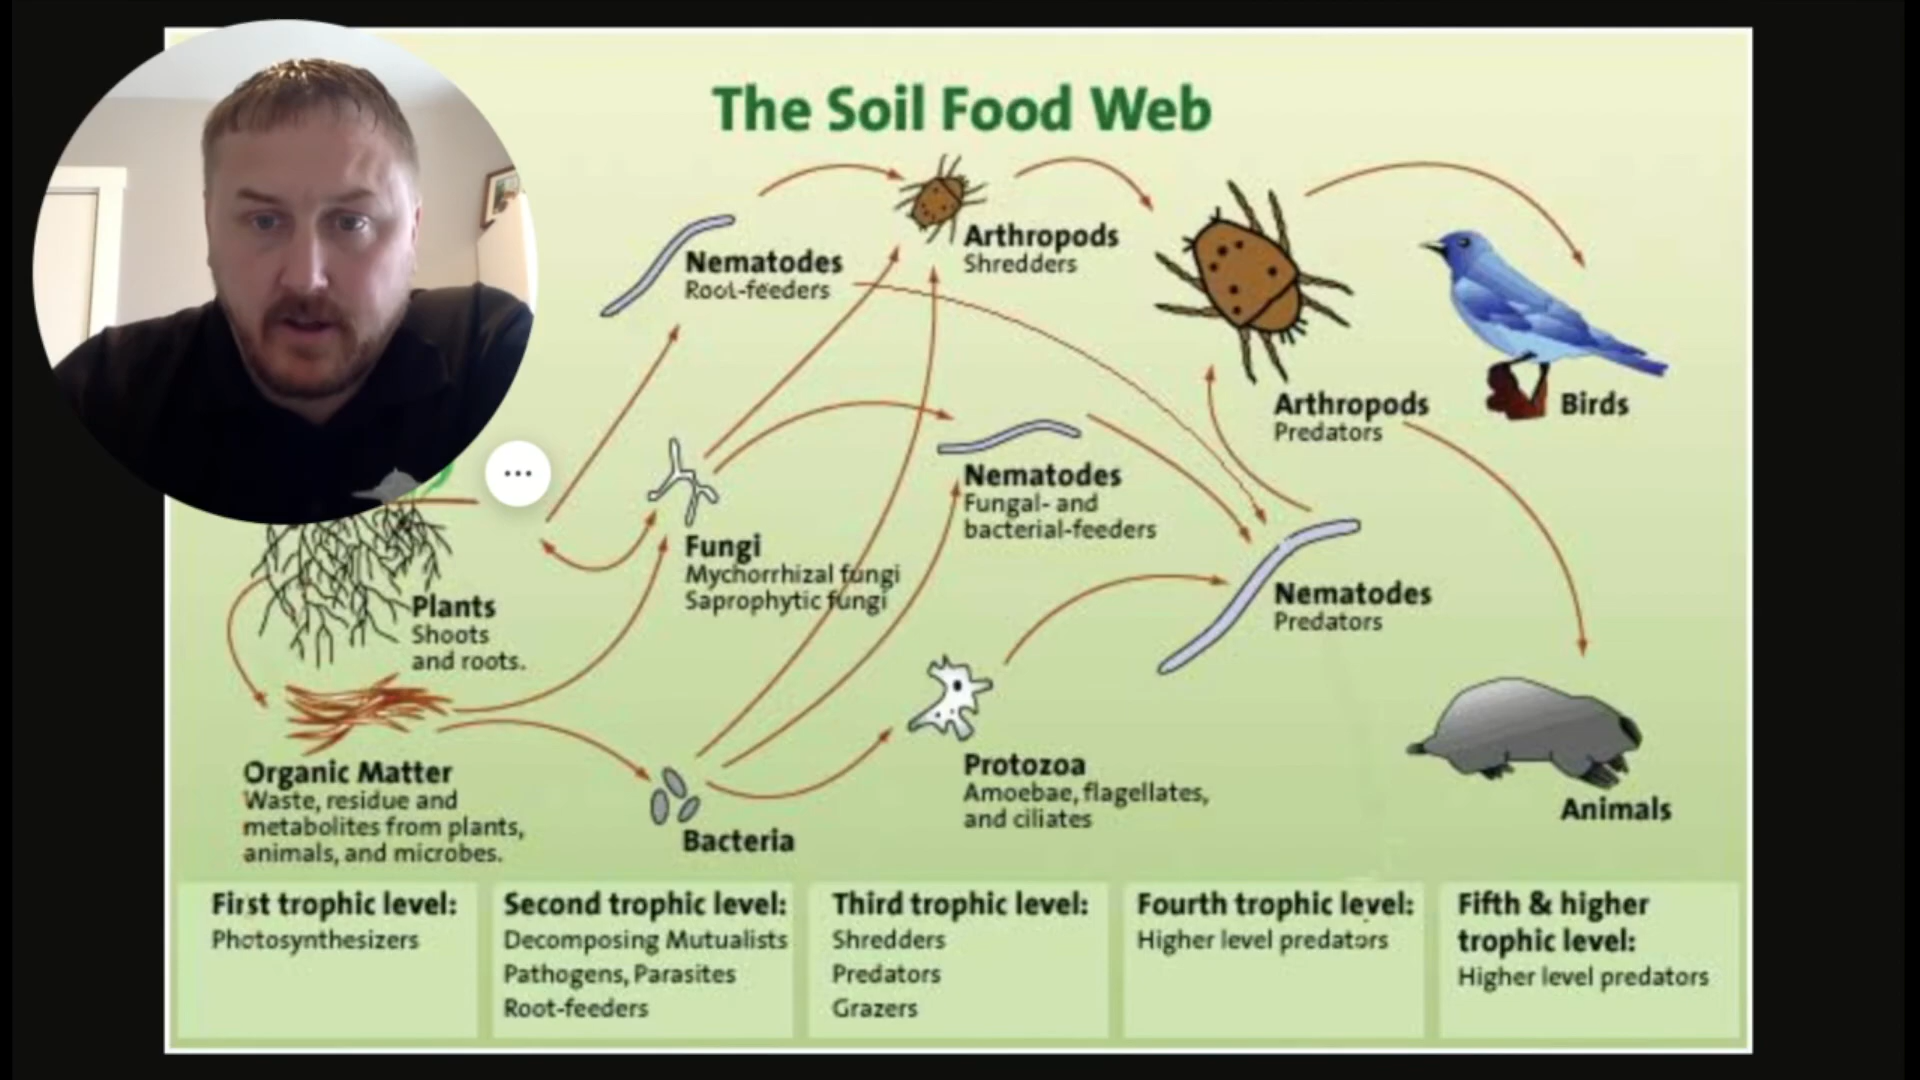 The Soil Food Web
Nematodes
Root-feeders
Arthropods
Shredders
Arthropods
Predators
Birds
Plants
Shoots
and roots.
Fungi
Mychorrhizal fungi
Saprophytic fungi
Nematodes
Fungal- and
bacterial-feeders
Nematodes
Predators
Organic Matter
Waste, residue and
metabolites from plants,
animals, and microbes.
Bacteria
Protozoa
Amoebae, flagellates,
and ciliates
Animals
First trophic level:
Photosynthesizers
Second trophic level:
Decomposing Mutualists
Pathogens, Parasites
Root-feeders
Third trophic level:
Shredders
Predators
Grazers
Fourth trophic level:
Higher level predators
Fifth & higher
trophic level:
Higher level predators